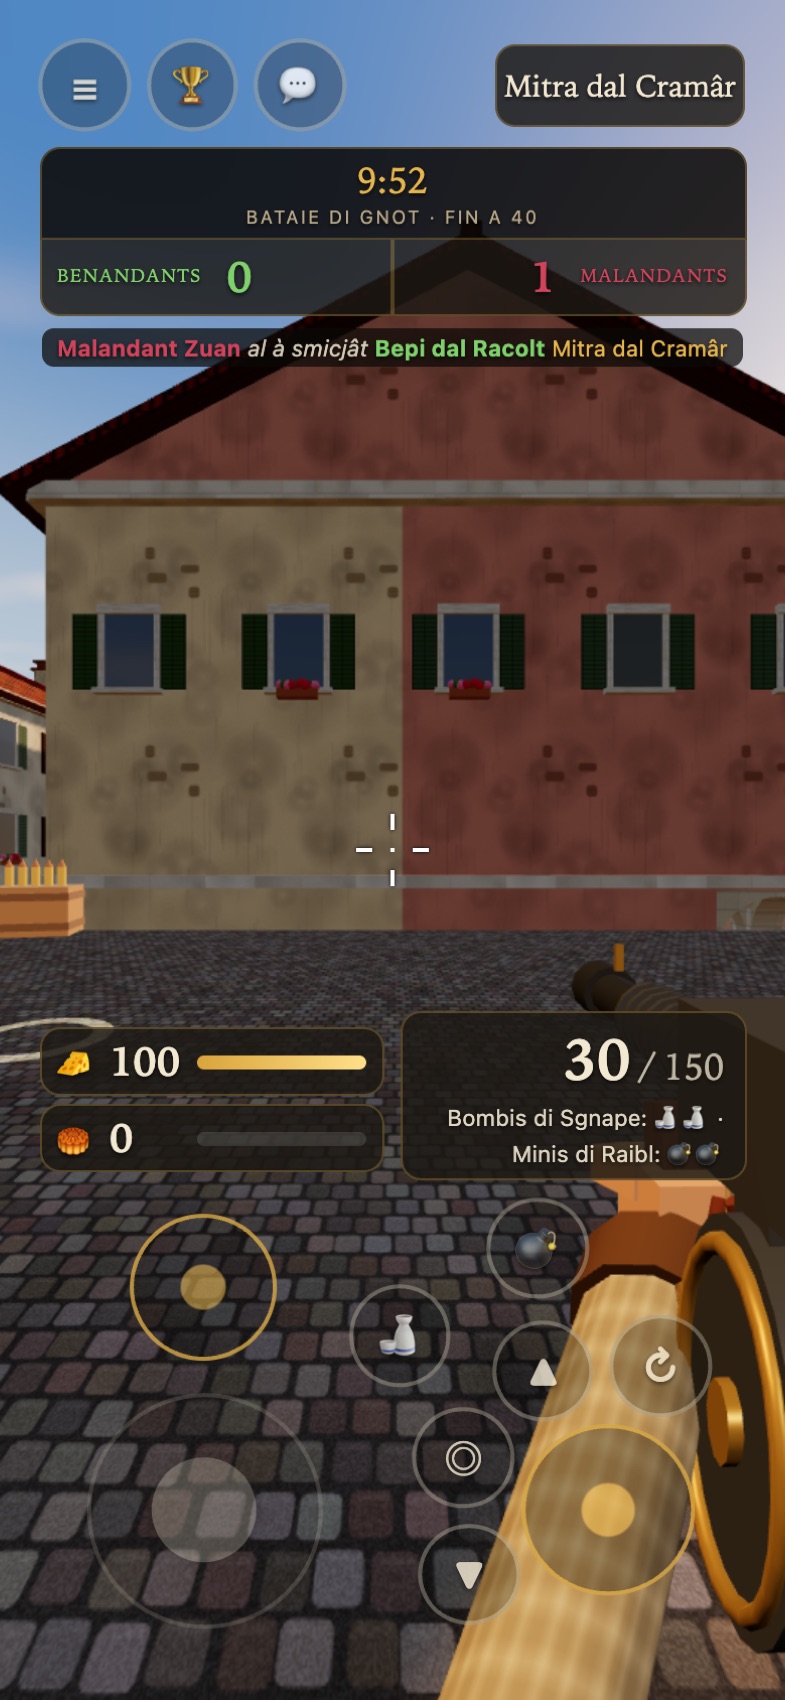 Mitra dal Cramâr
9:52
BATAIE DI GNOT · FIN A 40
BENANDANTS 0 1 MALANDANTS
Malandant Zuan al à smicjât Bepi dal Racolt Mitra dal Cramâr
100
0
30 / 150
Bombis di Sgnape: ·
Minis di Raibl: